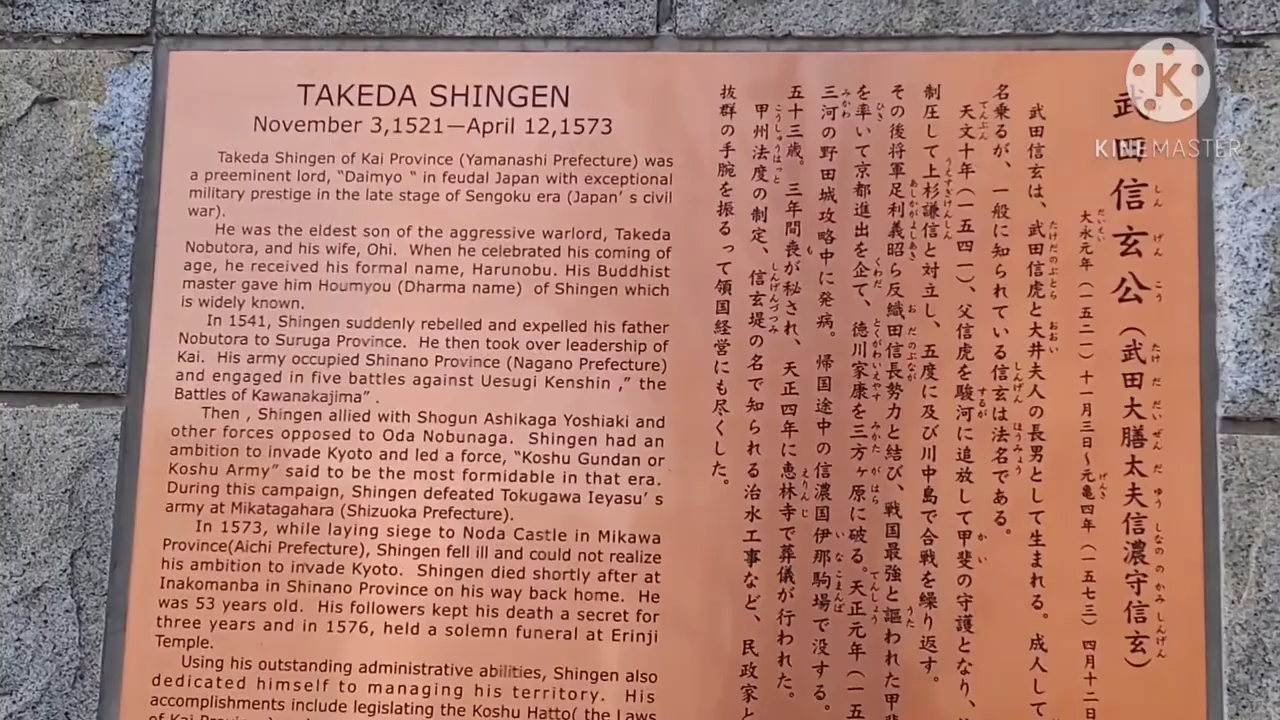 TAKEDA SHINGEN
November 3,1521—April 12,1573
Takeda Shingen of Kai Province (Yamanashi Prefecture) was
a preeminent lord, “Daimyo “ in feudal Japan with exceptional
military prestige in the late stage of Sengoku era (Japan’ s civil
war).
He was the eldest son of the aggressive warlord, Takeda
Nobutora, and his wife, Ohi. When he celebrated his coming of
age, he received his formal name, Harunobu. His Buddhist
master gave him Houmyou (Dharma name) of Shingen which
is widely known.
In 1541, Shingen suddenly rebelled and expelled his father
Nobutora to Suruga Province. He then took over leadership of
Kai. His army occupied Shinano Province (Nagano Prefecture)
and engaged in five battles against Uesugi Kenshin ,” the
Battles of Kawanakajima” .
Then , Shingen allied with Shogun Ashikaga Yoshiaki and
other forces opposed to Oda Nobunaga. Shingen had an
ambition to invade Kyoto and led a force, “Koshu Gundan or
Koshu Army” said to be the most formidable in that era.
During this campaign, Shingen defeated Tokugawa Ieyasu’ s
army at Mikatagahara (Shizuoka Prefecture).
In 1573, while laying siege to Noda Castle in Mikawa
Province(Aichi Prefecture), Shingen fell ill and could not realize
his ambition to invade Kyoto. Shingen died shortly after at
Inakomanba in Shinano Province on his way back home. He
was 53 years old. His followers kept his death a secret for
three years and in 1576, held a solemn funeral at Erinji
Temple.
Using his outstanding administrative abilities, Shingen also
dedicated himself to managing his territory. His
accomplishments include legislating the Koshu Hatto( the Laws
of Kai Province)
武田信玄公（武田大膳太夫信濃守信玄）
大永元年（一五二一）十一月三日～元亀四年（一五七三）四月十二日
武田信玄は、武田信虎と大井夫人の長男として生まれる。成人して、
名乗るが、一般に知られている信玄は法名である。
天文十年（一五四一）、父信虎を駿河に追放して甲斐の守護となり、
制圧して上杉謙信と対立し、五度に及び川中島で合戦を繰り返す。
その後将軍足利義昭ら反織田信長勢力と結び、戦国最強と謳われた甲斐
を率いて京都進出を企て、徳川家康を三方ヶ原に破る。天正元年（一五
三河の野田城攻略中に発病。帰国途中の信濃国伊那駒場で没する。
五十三歳。三年間喪が秘され、天正四年に恵林寺で葬儀が行われた。
甲州法度の制定、信玄堤の名で知られる治水工事など、民政家と
抜群の手腕を振るって領国経営にも尽くした。
K
KINEMASTER